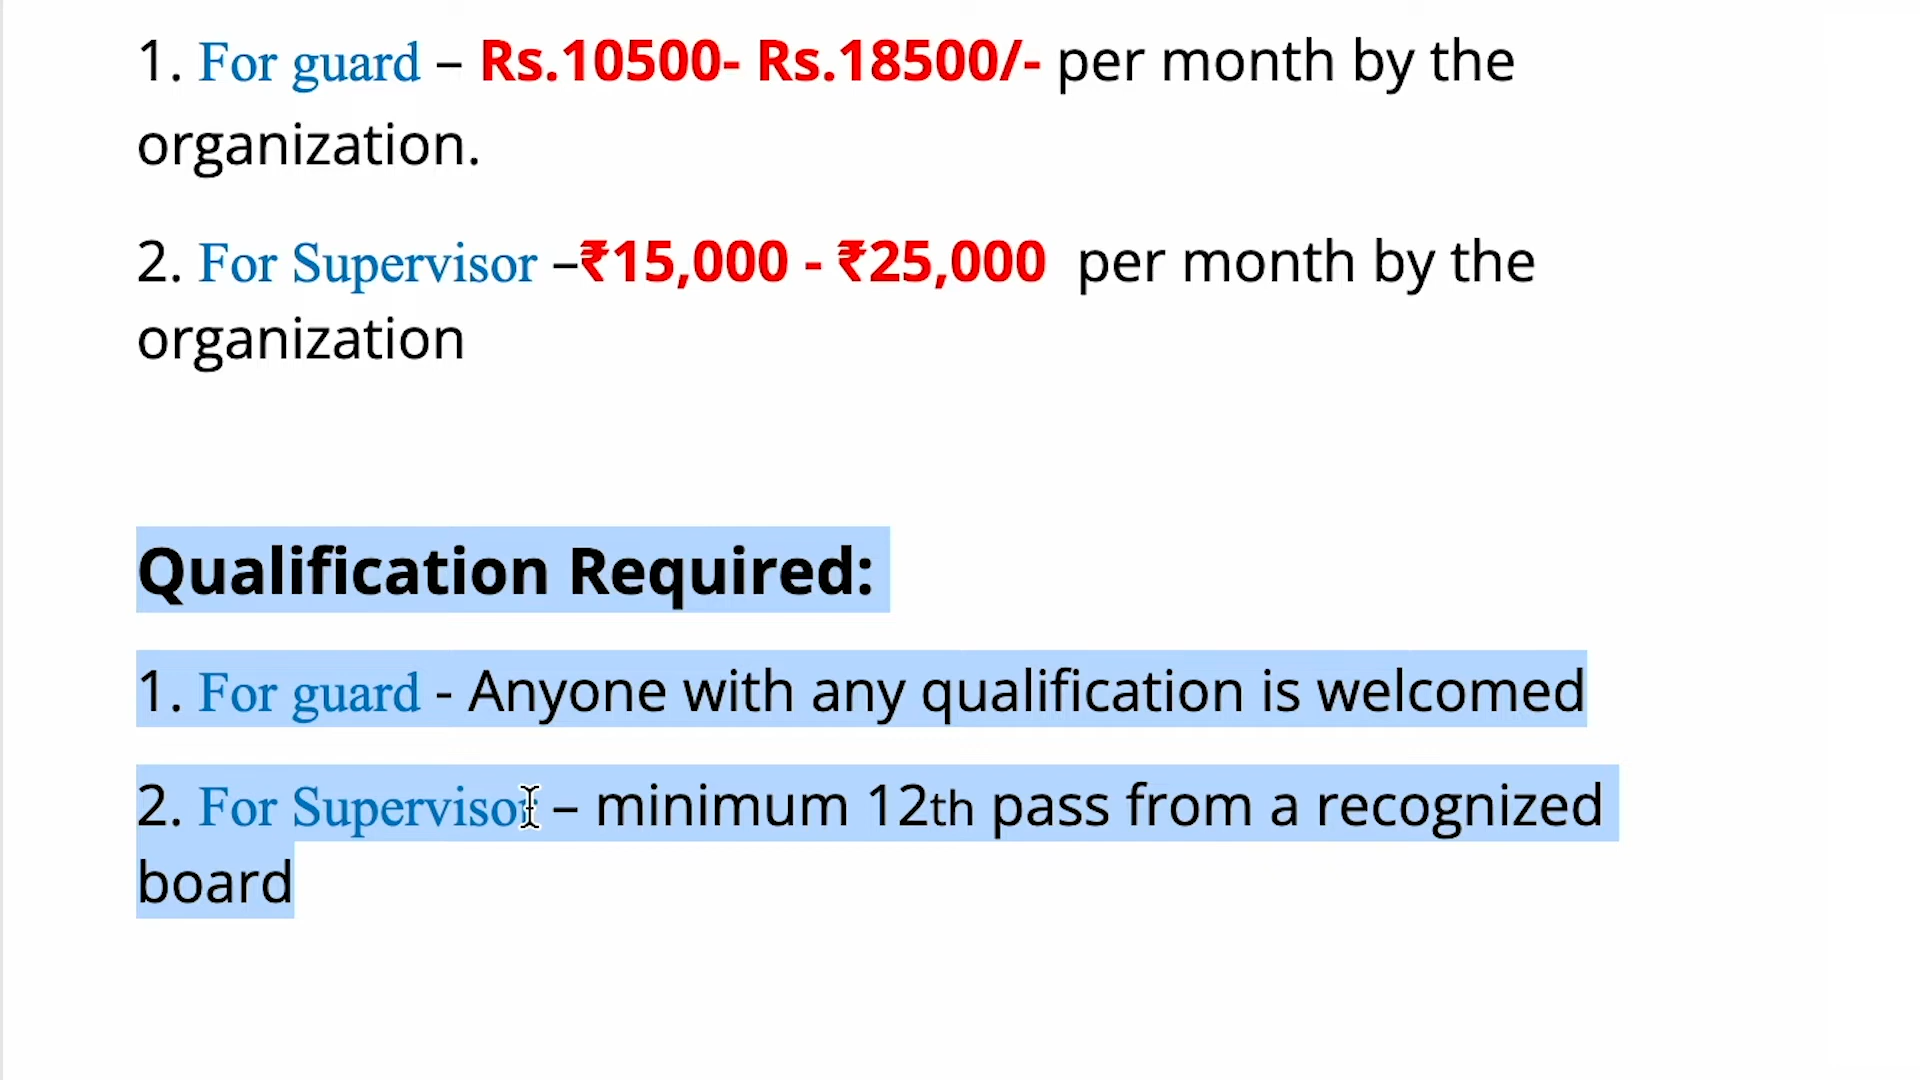 1. For guard – Rs.10500- Rs.18500/- per month by the
organization.
2. For Supervisor –₹15,000 - ₹25,000 per month by the
organization
Qualification Required:
1. For guard - Anyone with any qualification is welcomed
2. For Supervisor – minimum 12th pass from a recognized
board